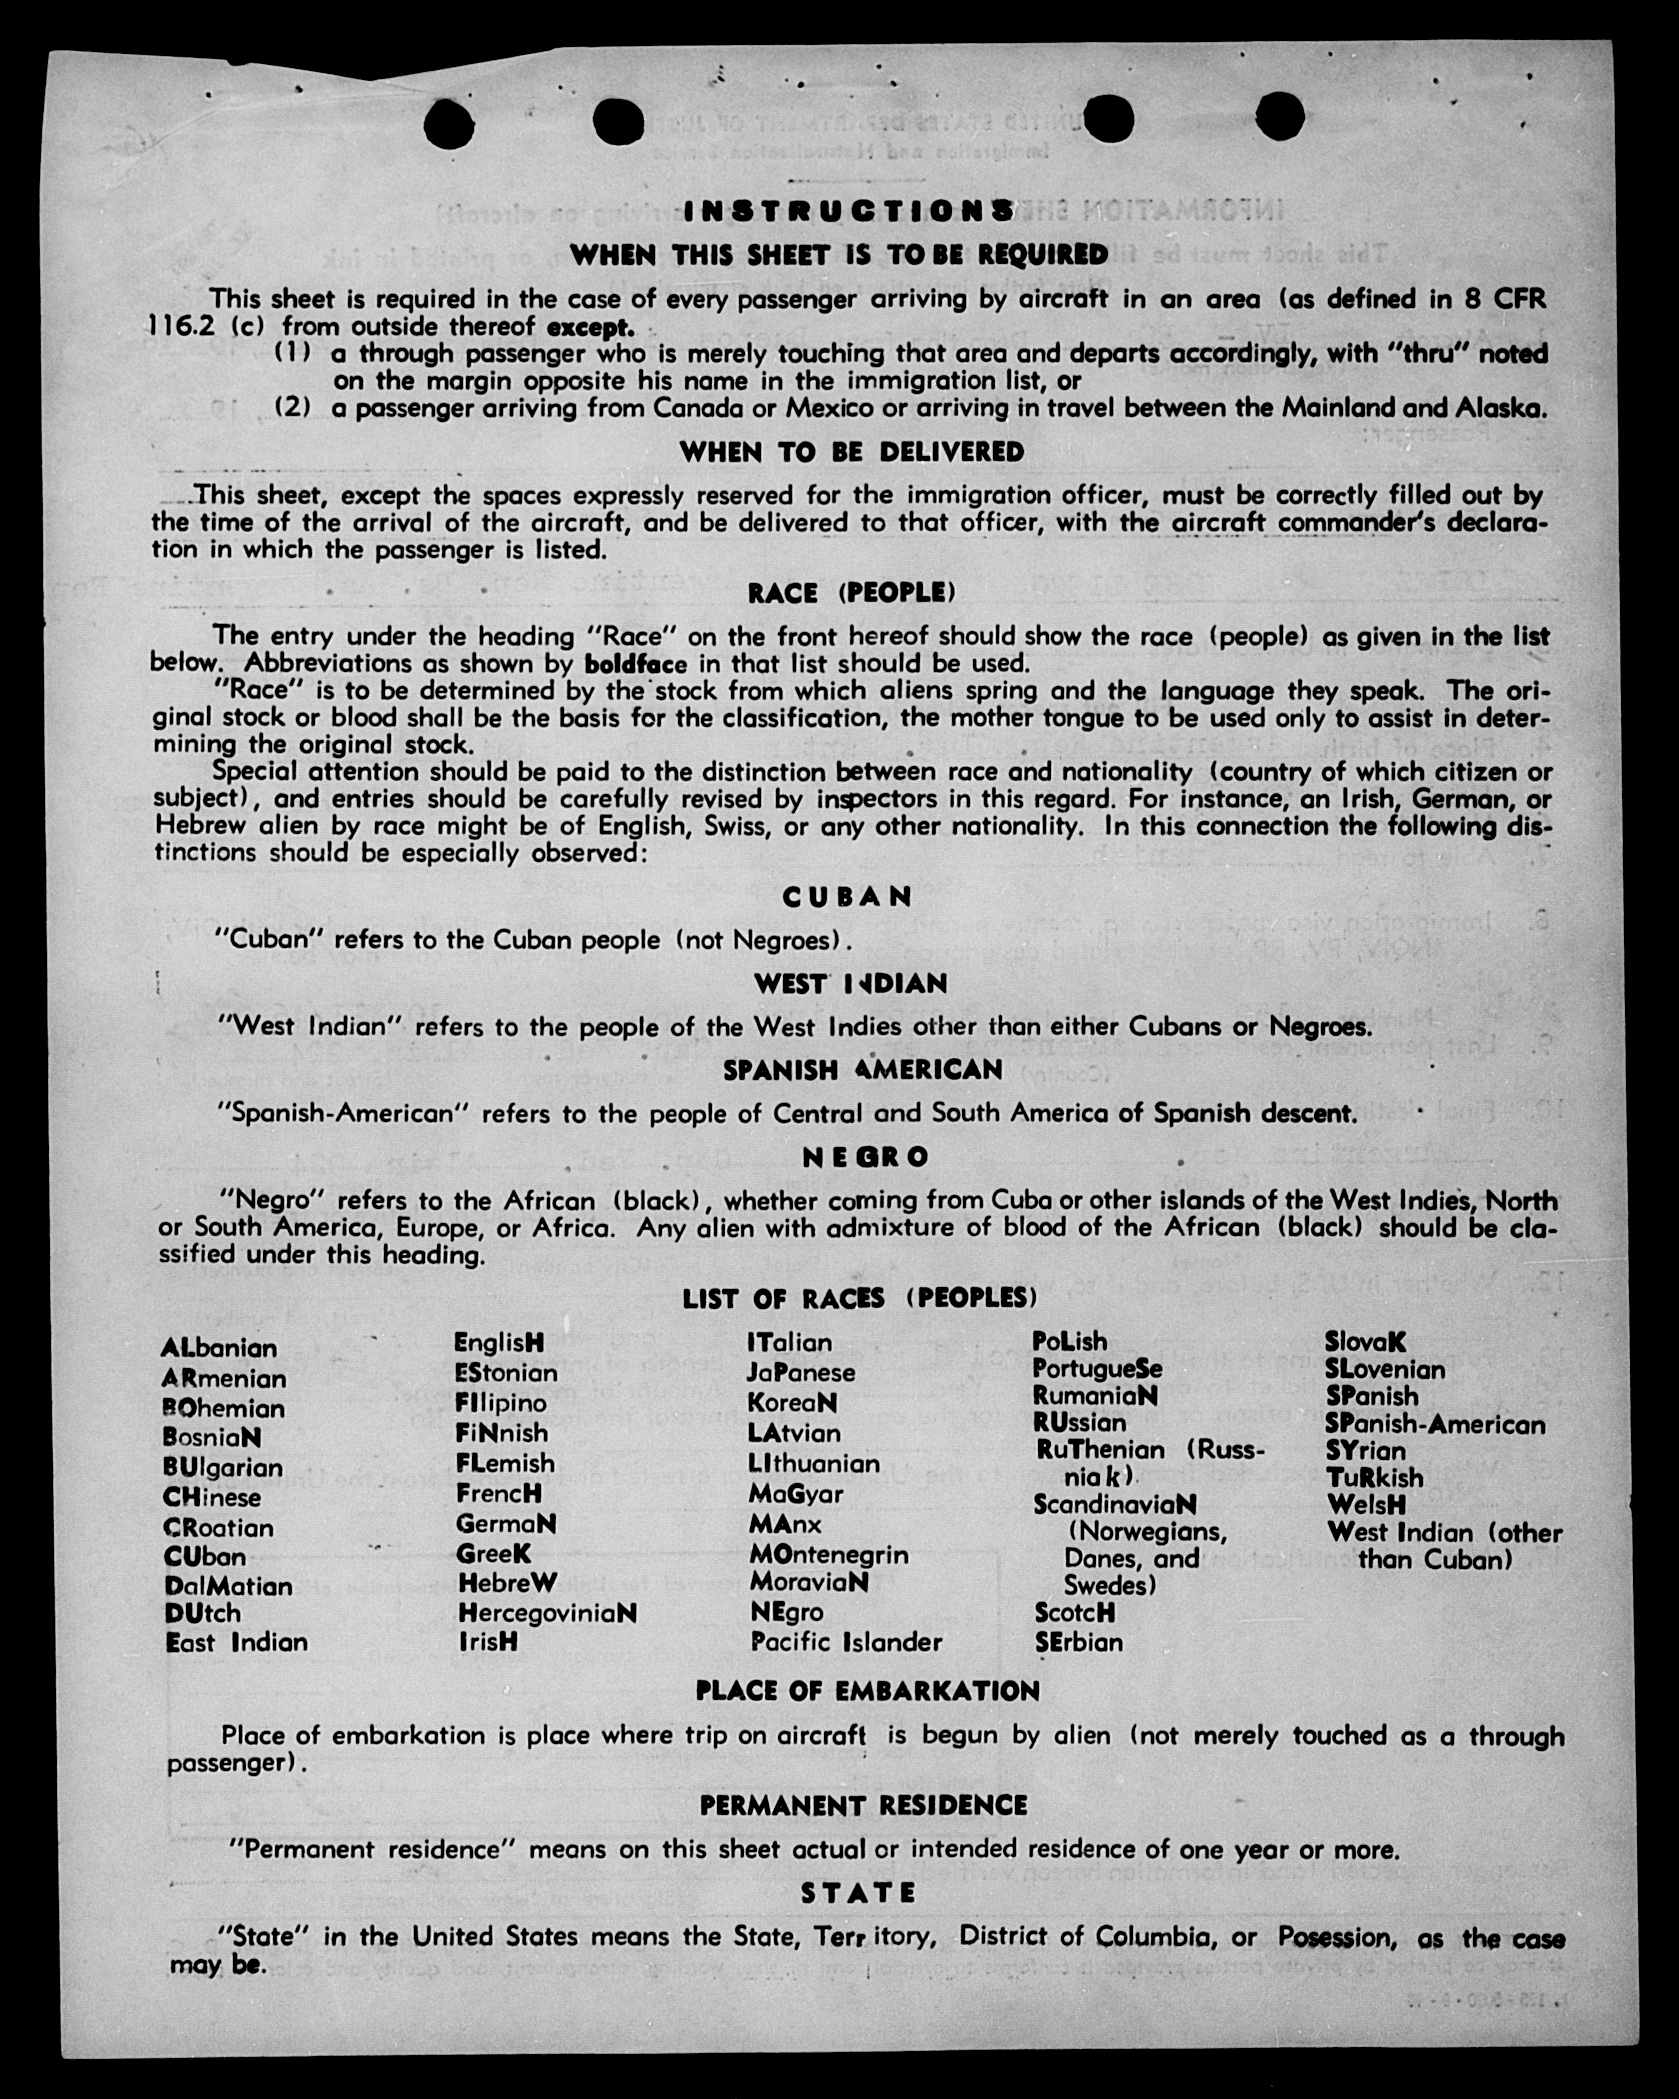 INSTRUCTIONS
WHEN THIS SHEET IS TO BE REQUIRED
This sheet is required in the case of every passenger arriving by aircraft in an area (as defined in 8 CFR
116.2 (c) from outside thereof except.
(1) a through passenger who is merely touching that area and departs accordingly, with "thru" noted
on the margin opposite his name in the immigration list, or
(2) a passenger arriving from Canada or Mexico or arriving in travel between the Mainland and Alaska.
WHEN TO BE DELIVERED
This sheet, except the spaces expressly reserved for the immigration officer, must be correctly filled out by
the time of the arrival of the aircraft, and be delivered to that officer, with the aircraft commander's declara-
tion in which the passenger is listed.
RACE (PEOPLE)
The entry under the heading "Race" on the front hereof should show the race (people) as given in the list
below. Abbreviations as shown by boldface in that list should be used.
"Race" is to be determined by the stock from which aliens spring and the language they speak. The ori-
ginal stock or blood shall be the basis for the classification, the mother tongue to be used only to assist in deter-
mining the original stock.
Special attention should be paid to the distinction between race and nationality (country of which citizen or
subject), and entries should be carefully revised by inspectors in this regard. For instance, an Irish, German, or
Hebrew alien by race might be of English, Swiss, or any other nationality. In this connection the following dis-
tinctions should be especially observed:
CUBAN
"Cuban" refers to the Cuban people (not Negroes).
WEST INDIAN
"West Indian" refers to the people of the West Indies other than either Cubans or Negroes.
SPANISH AMERICAN
"Spanish-American" refers to the people of Central and South America of Spanish descent.
NEGRO
"Negro" refers to the African (black), whether coming from Cuba or other islands of the West Indies, North
or South America, Europe, or Africa. Any alien with admixture of blood of the African (black) should be cla-
ssified under this heading.
LIST OF RACES (PEOPLES)
ALbanian
ARmenian
BOhemian
BosniaN
BUlgarian
CHinese
CRoatian
CUban
DalMatian
DUtch
East Indian
EnglisH
EStonian
FIlipino
FiNnish
FLemish
FrencH
GermaN
GreeK
HebreW
HercegoviniaN
IrisH
ITalian
JaPanese
KoreaN
LAtvian
LIthuanian
MaGyar
MAnx
MOntenegrin
MoraviaN
NEgro
Pacific Islander
PoLish
PortugueSe
RumaniaN
RUssian
RuThenian (Russ-
niak).
ScandinaviaN
(Norwegians,
Danes, and
Swedes)
ScotcH
SErbian
SlovaK
SLovenian
SPanish
SPanish-American
SYrian
TuRkish
WelsH
West Indian (other
than Cuban)
PLACE OF EMBARKATION
Place of embarkation is place where trip on aircraft is begun by alien (not merely touched as a through
passenger).
PERMANENT RESIDENCE
"Permanent residence" means on this sheet actual or intended residence of one year or more.
STATE
"State" in the United States means the State, Territory, District of Columbia, or Posession, as the case
may be.